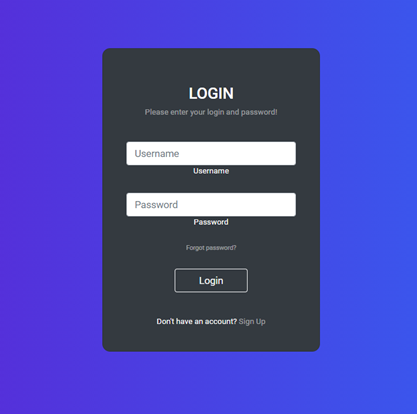 LOGIN
Please enter your login and password!
Username
Username
Password
Password
Forgot password?
Login
Don't have an account? Sign Up